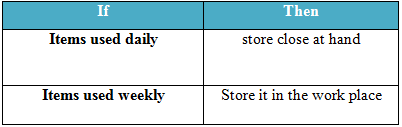 If Then
Items used daily store close at hand
Items used weekly Store it in the work place